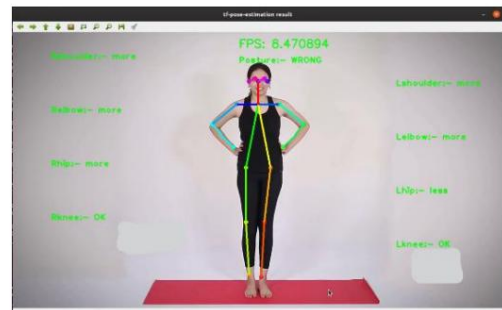 tf-pose-estimation result
FPS: 8.470894
Posture:- WRONG
Rshoulder:- more
Lshoulder:- more
Relbow:- more
Lelbow:- more
Rhip:- more
Lhip:- less
Rknee:- OK
Lknee:- OK